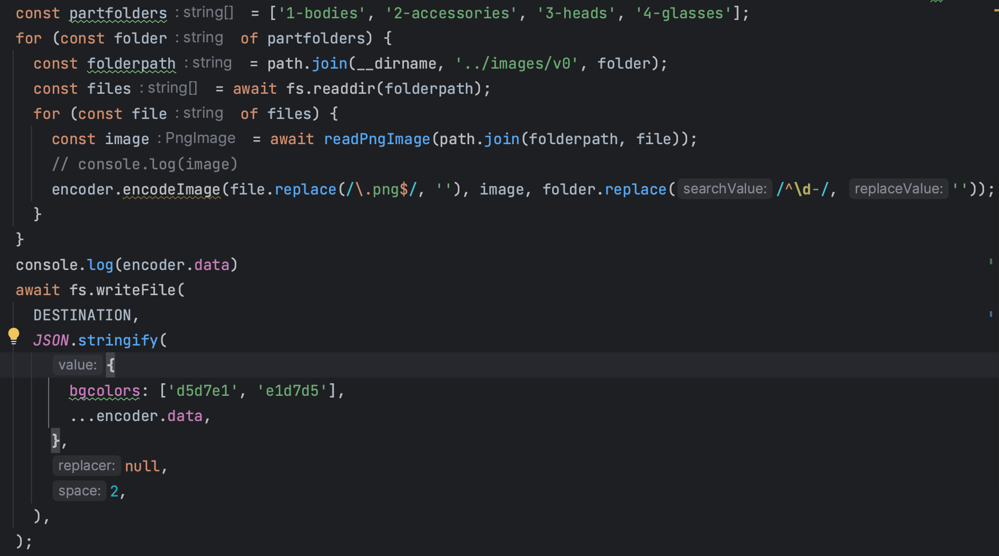 const partfolders : string[] = ['1-bodies', '2-accessories', '3-heads', '4-glasses'];
for (const folder : string of partfolders) {
const folderpath : string = path.join(__dirname, '../images/v0', folder);
const files : string[] = await fs.readdir(folderpath);
for (const file : string of files) {
const image : PngImage = await readPngImage(path.join(folderpath, file));
// console.log(image)
encoder.encodeImage(file.replace(/\.png$/, ''), image, folder.replace( searchValue: /^\d-/, replaceValue: ''));
}
}
console.log(encoder.data)
await fs.writeFile(
DESTINATION,
JSON.stringify(
value: {
bgcolors: ['d5d7e1', 'e1d7d5'],
...encoder.data,
},
replacer: null,
space: 2,
),
);